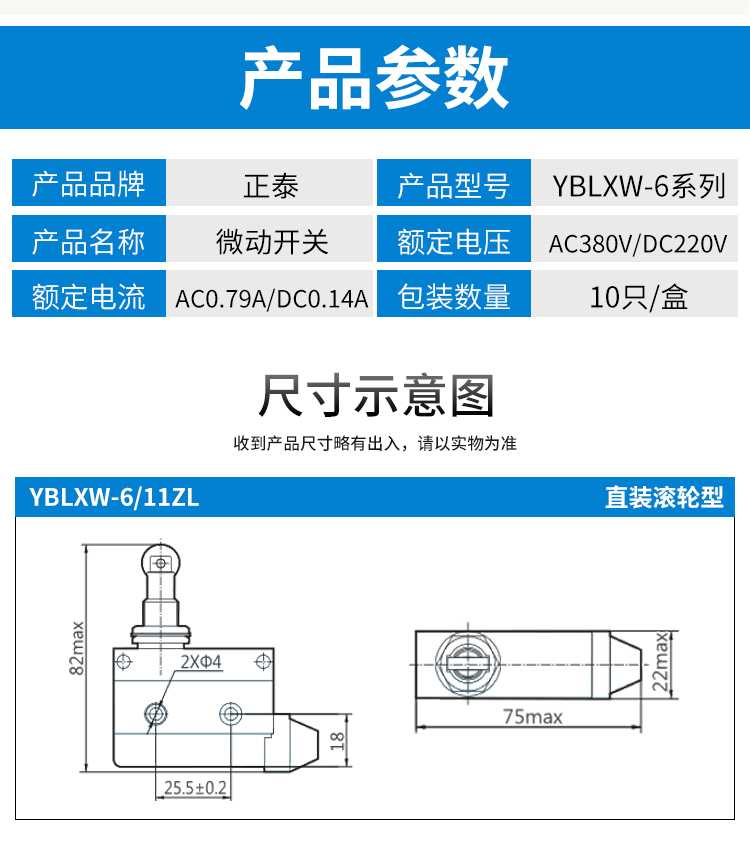 产品参数
产品品牌 正泰 产品型号 YBLXW-6系列
产品名称 微动开关 额定电压 AC380V/DC220V
额定电流 AC0.79A/DC0.14A 包装数量 10只/盒
尺寸示意图
收到产品尺寸略有出入，请以实物为准
YBLXW-6/11ZL 直装滚轮型
82max
2XΦ4
18
25.5±0.2
22max
75max